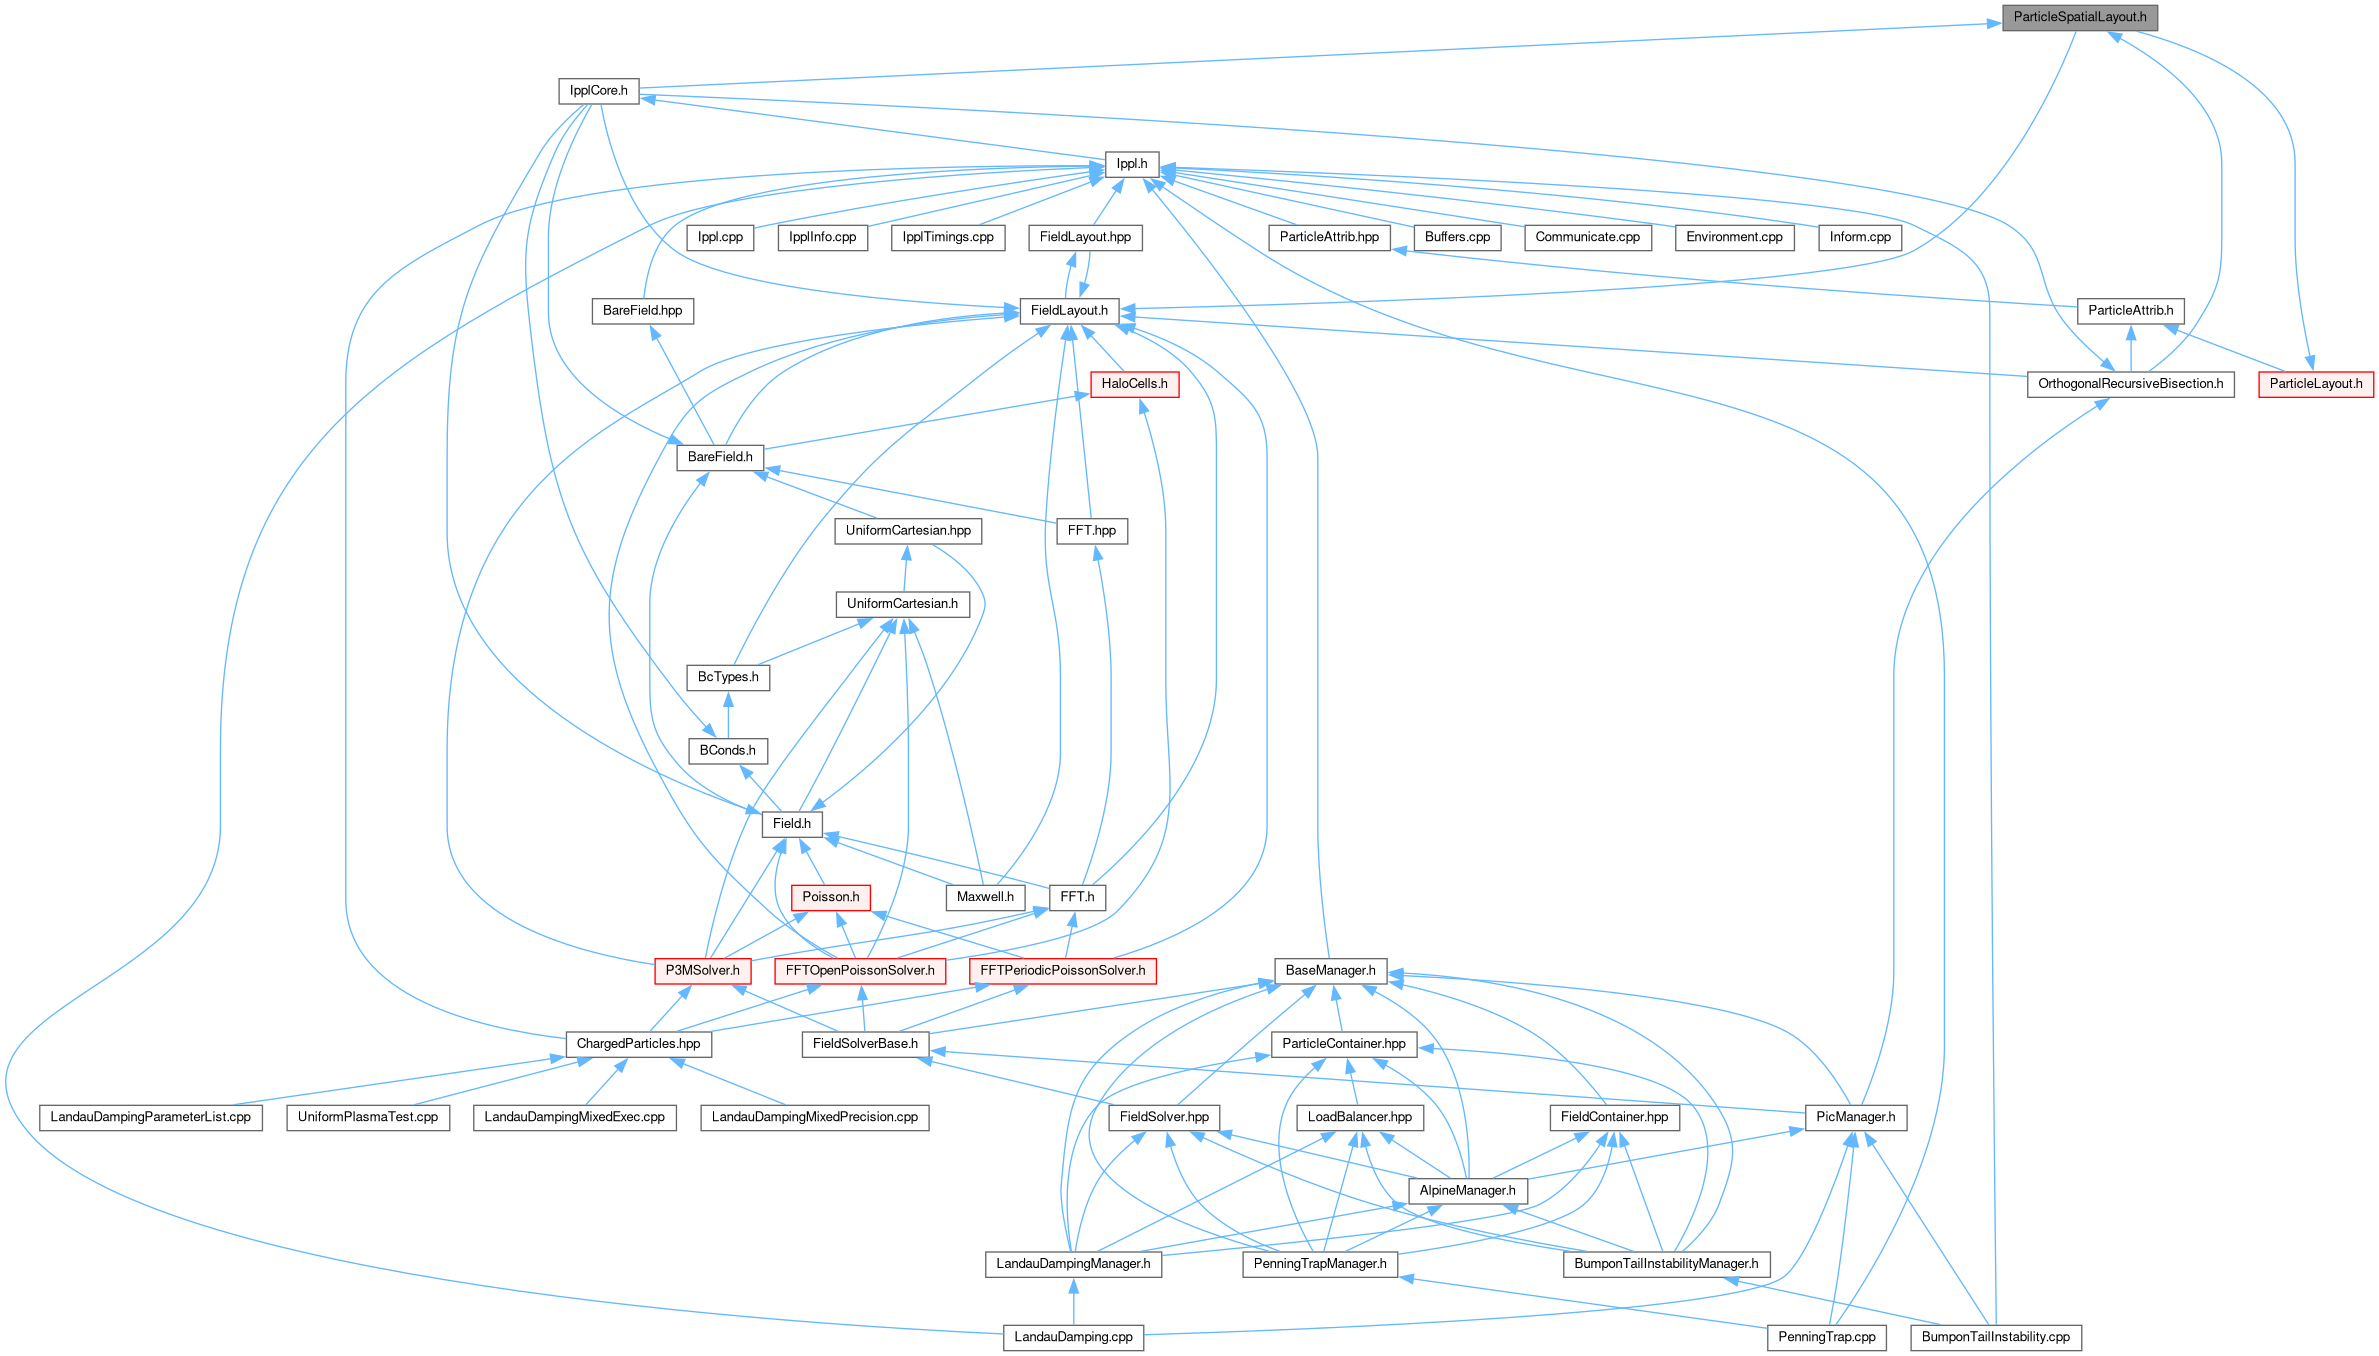 ParticleSpatialLayout.h
IpplCore.h
Ippl.h
Ippl.cpp
IpplInfo.cpp
IpplTimings.cpp
FieldLayout.hpp
ParticleAttrib.hpp
Buffers.cpp
Communicate.cpp
Environment.cpp
Inform.cpp
BareField.hpp
FieldLayout.h
ParticleAttrib.h
HaloCells.h
OrthogonalRecursiveBisection.h
ParticleLayout.h
BareField.h
UniformCartesian.hpp
FFT.hpp
UniformCartesian.h
BcTypes.h
BConds.h
Field.h
Poisson.h
Maxwell.h
FFT.h
P3MSolver.h
FFTOpenPoissonSolver.h
FFTPeriodicPoissonSolver.h
BaseManager.h
ChargedParticles.hpp
FieldSolverBase.h
ParticleContainer.hpp
LandauDampingParameterList.cpp
UniformPlasmaTest.cpp
LandauDampingMixedExec.cpp
LandauDampingMixedPrecision.cpp
FieldSolver.hpp
LoadBalancer.hpp
FieldContainer.hpp
PicManager.h
AlpineManager.h
LandauDampingManager.h
PenningTrapManager.h
BumponTailInstabilityManager.h
LandauDamping.cpp
PenningTrap.cpp
BumponTailInstability.cpp